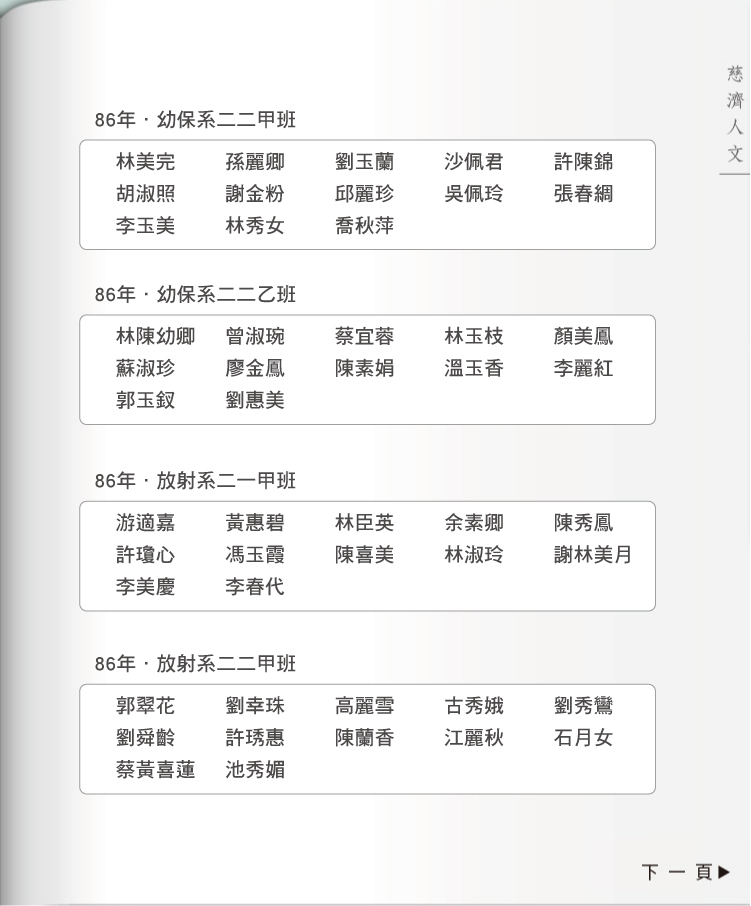 慈濟人文
86年·幼保系二二甲班
林美完 孫麗卿 劉玉蘭 沙佩君 許陳錦
胡淑照 謝金粉 邱麗珍 吳佩玲 張春綢
李玉美 林秀女 喬秋萍
86年·幼保系二二乙班
林陳幼卿 曾淑琬 蔡宜蓉 林玉枝 顏美鳳
蘇淑珍 廖金鳳 陳素娟 溫玉香 李麗紅
郭玉釵 劉惠美
86年·放射系二一甲班
游適嘉 黃惠碧 林臣英 余素卿 陳秀鳳
許瓊心 馮玉霞 陳喜美 林淑玲 謝林美月
李美慶 李春代
86年·放射系二二甲班
郭翠花 劉幸珠 高麗雪 古秀娥 劉秀鸞
劉舜齡 許琇惠 陳蘭香 江麗秋 石月女
蔡黃喜蓮 池秀媚
下一頁▶